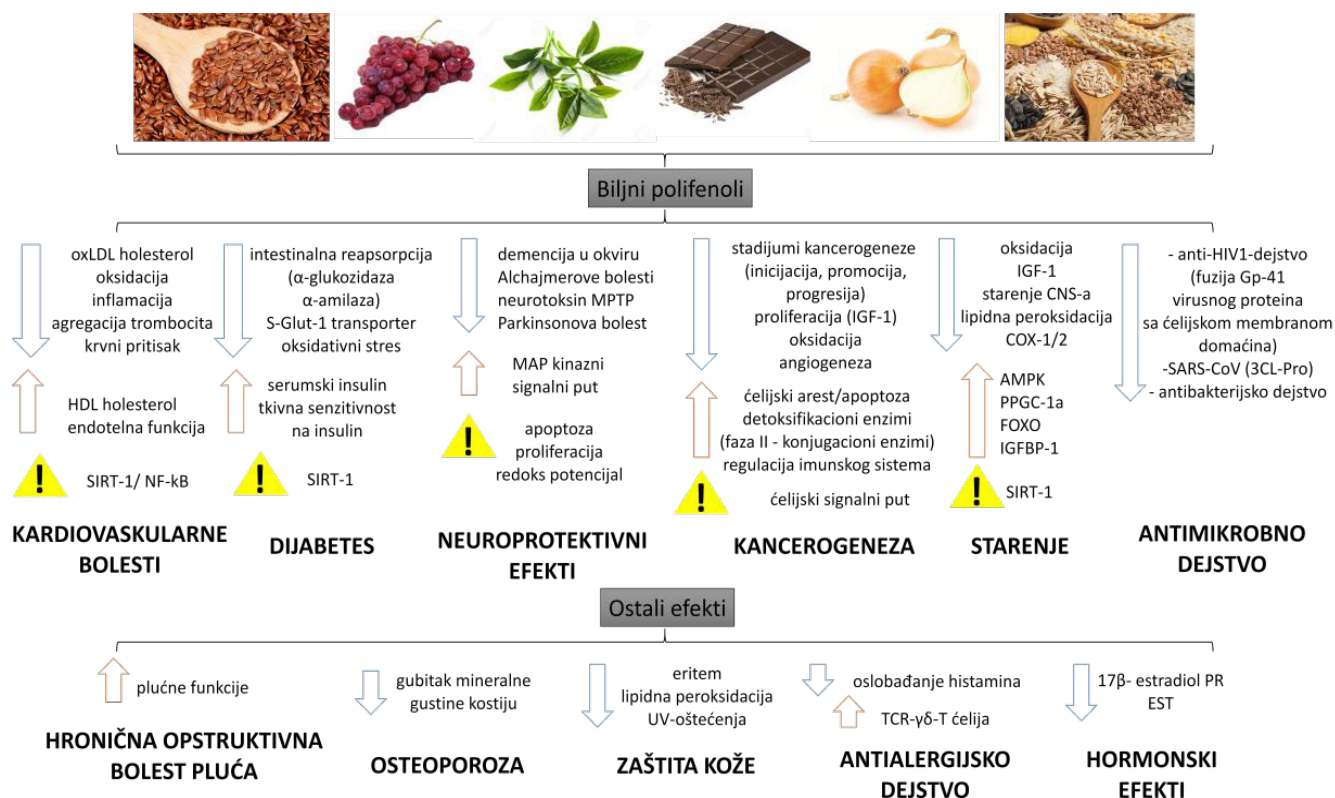 Biljni polifenoli
oxLDL holesterol
oksidacija
inflamacija
agregacija trombocita
krvni pritisak
HDL holesterol
endotelna funkcija
SIRT-1/ NF-kB
KARDIOVASKULARNE
BOLESTI
intestinalna reapsorpcija
(α-glukozidaza
α-amilaza)
S-Glut-1 transporter
oksidativni stres
serumski insulin
tkivna senzitivnost
na insulin
SIRT-1
DIJABETES
demencija u okviru
Alchajmerove bolesti
neurotoksin MPTP
Parkinsonova bolest
MAP kinazni
signalni put
apoptoza
proliferacija
redoks potencijal
NEUROPROTEKTIVNI
EFEKTI
stadijumi kancerogeneze
(inicijacija, promocija,
progresija)
proliferacija (IGF-1)
oksidacija
angiogeneza
ćelijski arest/apoptoza
detoksifikacioni enzimi
(faza II - konjugacioni enzimi)
regulacija imunskog sistema
ćelijski signalni put
KANCEROGENEZA
oksidacija
IGF-1
starenje CNS-a
lipidna peroksidacija
COX-1/2
AMPK
PPGC-1a
FOXO
IGFBP-1
SIRT-1
STARENJE
- anti-HIV1-dejstvo
(fuzija Gp-41
virusnog proteina
sa ćelijskom membranom
domaćina)
-SARS-CoV (3CL-Pro)
- antibakterijsko dejstvo
ANTIMIKROBNO
DEJSTVO
Ostali efekti
plućne funkcije
HRONIČNA OPSTRUKTIVNA
BOLEST PLUĆA
gubitak mineralne
gustine kostiju
OSTEOPOROZA
eritem
lipidna peroksidacija
UV-oštećenja
ZAŠTITA KOŽE
oslobađanje histamina
TCR-γδ-T ćelija
ANTIALERGIJSKO
DEJSTVO
17β- estradiol PR
EST
HORMONSKI
EFEKTI